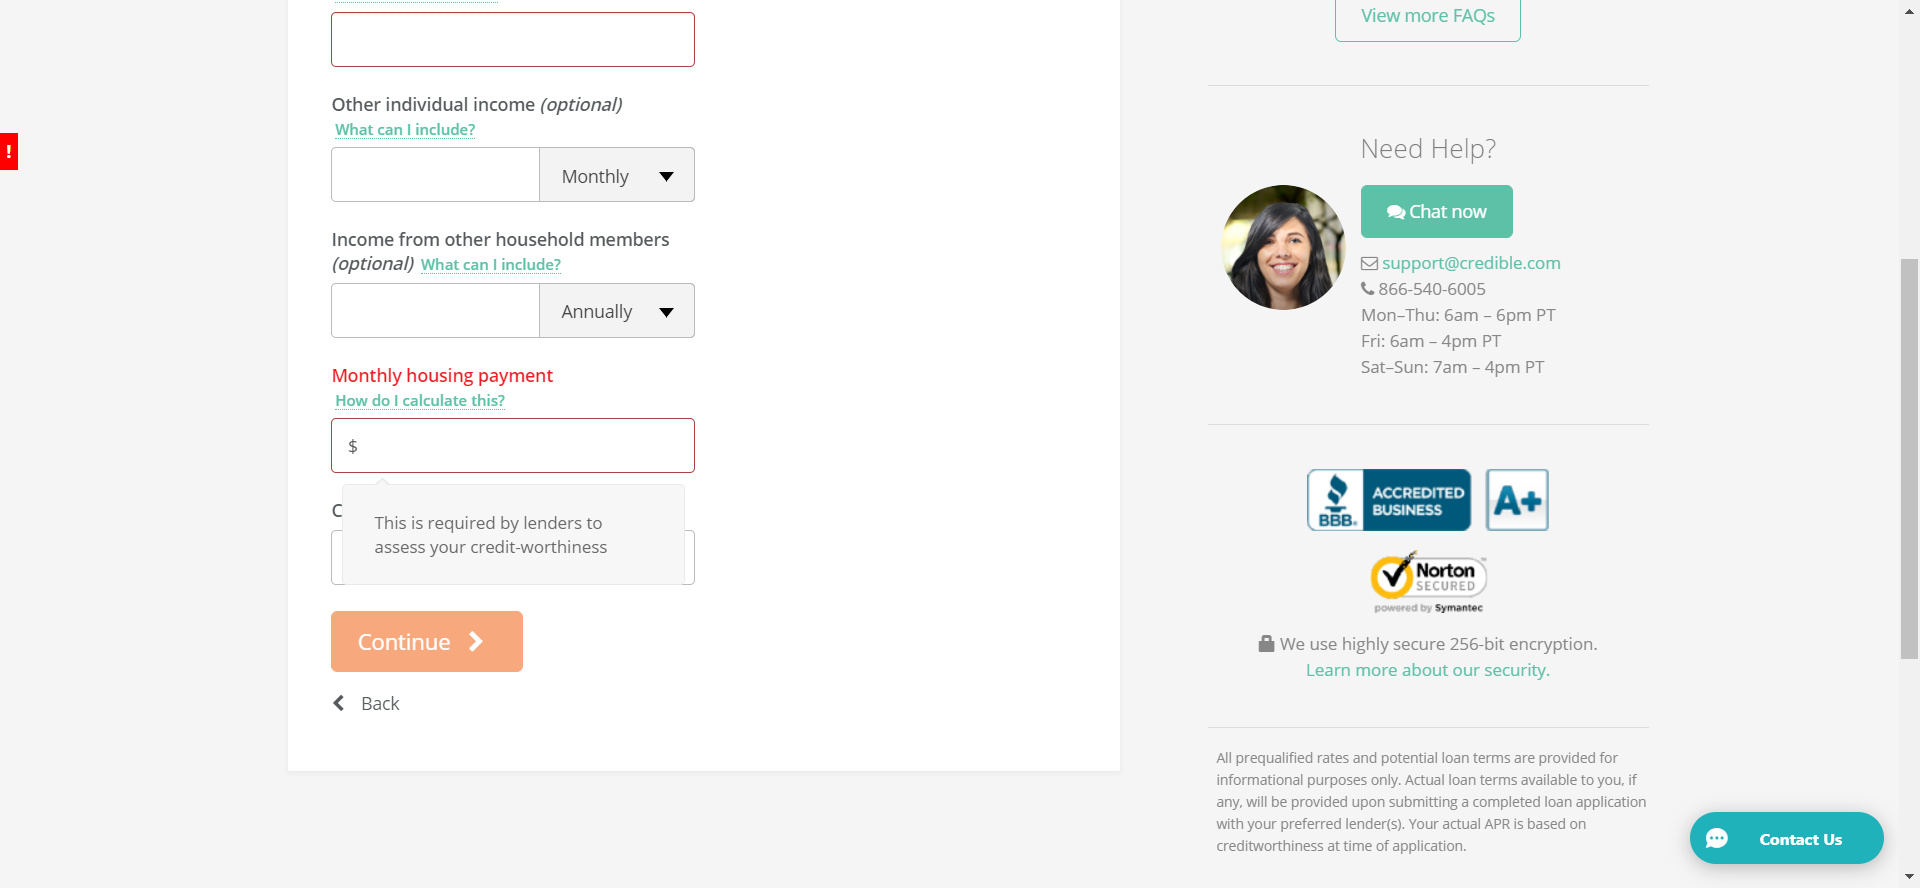 Other individual income (optional)
What can I include?
Monthly
Income from other household members
(optional) What can I include?
Annually
Monthly housing payment
How do I calculate this?
$
C
This is required by lenders to
assess your credit-worthiness
Continue
Back
View more FAQs
Need Help?
Chat now
support@credible.com
866-540-6005
Mon–Thu: 6am – 6pm PT
Fri: 6am – 4pm PT
Sat–Sun: 7am – 4pm PT
BBB.
ACCREDITED
BUSINESS
A+
Norton
SECURED
powered by Symantec
We use highly secure 256-bit encryption.
Learn more about our security.
All prequalified rates and potential loan terms are provided for
informational purposes only. Actual loan terms available to you, if
any, will be provided upon submitting a completed loan application
with your preferred lender(s). Your actual APR is based on
creditworthiness at time of application.
Contact Us
!